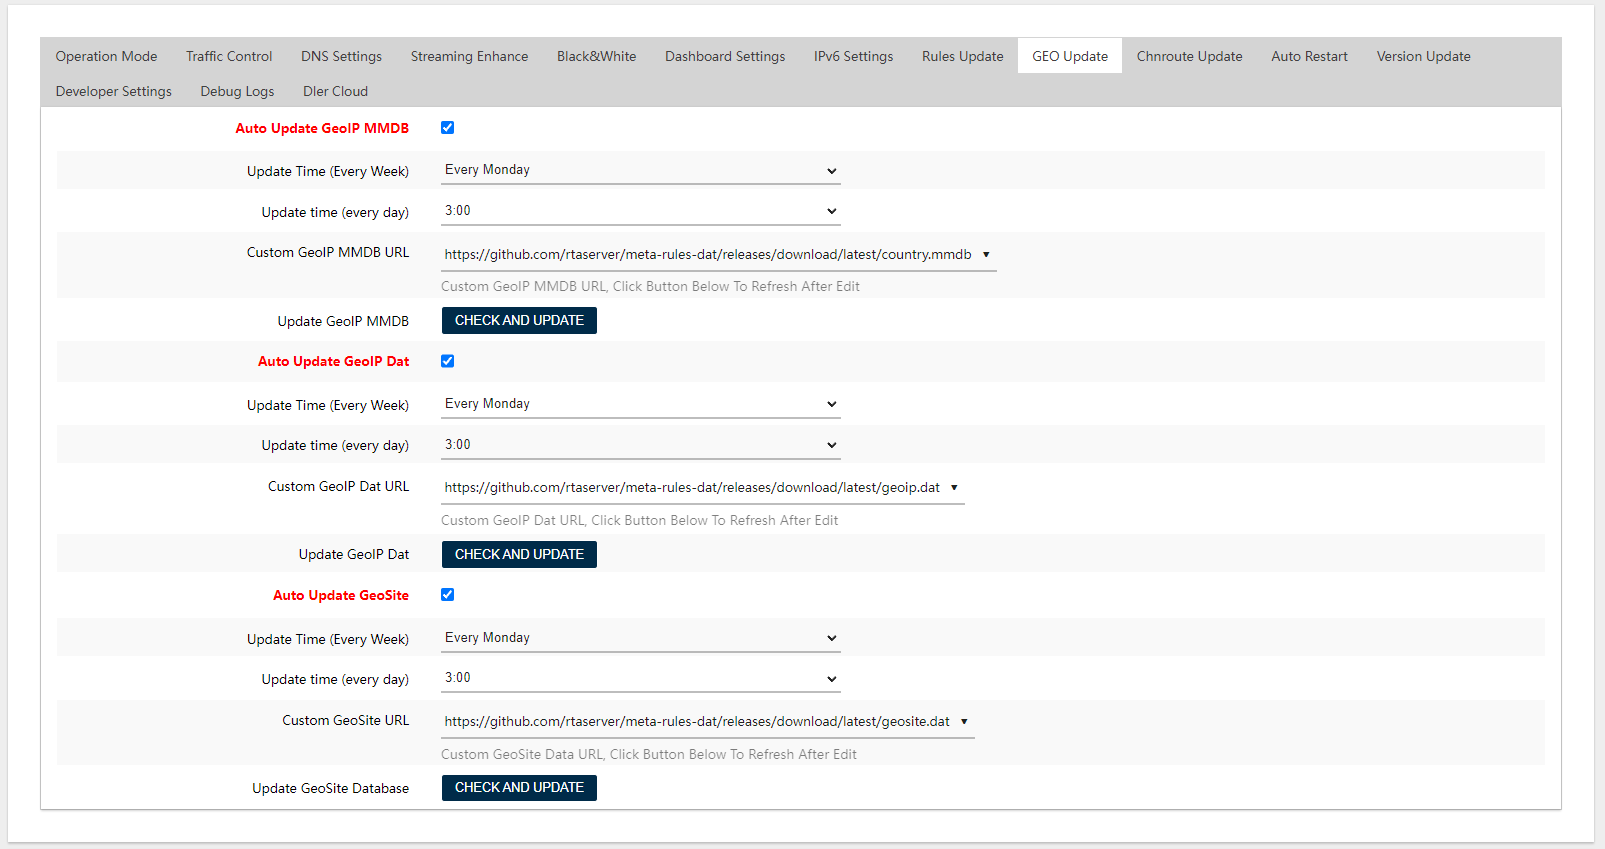 Operation Mode Traffic Control DNS Settings Streaming Enhance Black&White Dashboard Settings IPv6 Settings Rules Update GEO Update Chnroute Update Auto Restart Version Update
Developer Settings Debug Logs Dler Cloud
Auto Update GeoIP MMDB
Update Time (Every Week) Every Monday
Update time (every day) 3:00
Custom GeoIP MMDB URL https://github.com/rtaserver/meta-rules-dat/releases/download/latest/country.mmdb
Custom GeoIP MMDB URL, Click Button Below To Refresh After Edit
Update GeoIP MMDB CHECK AND UPDATE
Auto Update GeoIP Dat
Update Time (Every Week) Every Monday
Update time (every day) 3:00
Custom GeoIP Dat URL https://github.com/rtaserver/meta-rules-dat/releases/download/latest/geoip.dat
Custom GeoIP Dat URL, Click Button Below To Refresh After Edit
Update GeoIP Dat CHECK AND UPDATE
Auto Update GeoSite
Update Time (Every Week) Every Monday
Update time (every day) 3:00
Custom GeoSite URL https://github.com/rtaserver/meta-rules-dat/releases/download/latest/geosite.dat
Custom GeoSite Data URL, Click Button Below To Refresh After Edit
Update GeoSite Database CHECK AND UPDATE